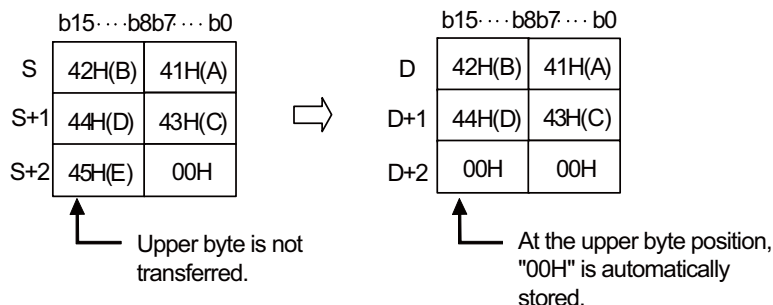 b15····b8b7···· b0
S 42H(B) 41H(A)
S+1 44H(D) 43H(C)
S+2 45H(E) 00H
Upper byte is not
transferred.
b15····b8b7···· b0
D 42H(B) 41H(A)
D+1 44H(D) 43H(C)
D+2 00H 00H
At the upper byte position,
"00H" is automatically
stored.